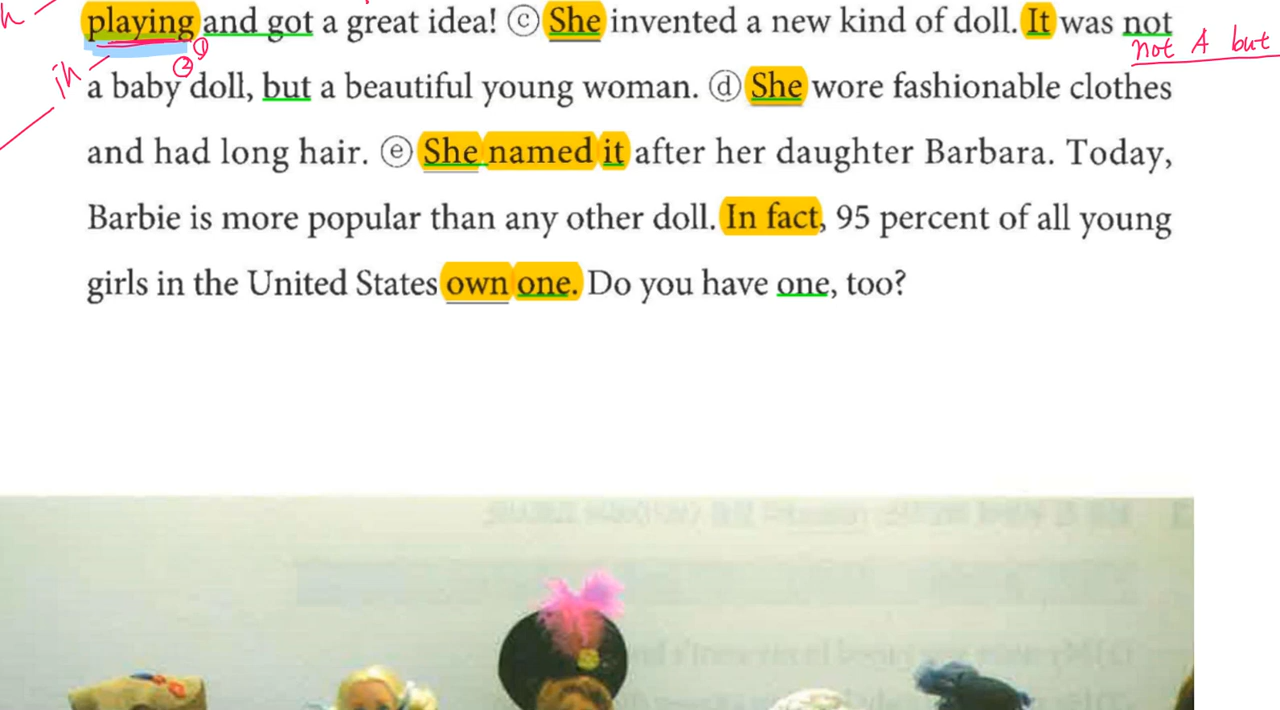 playing and got a great idea! ⓒ She invented a new kind of doll. It was not
① not A but
②
in
a baby doll, but a beautiful young woman. ⓓ She wore fashionable clothes
and had long hair. ⓔ She named it after her daughter Barbara. Today,
Barbie is more popular than any other doll. In fact, 95 percent of all young
girls in the United States own one. Do you have one, too?